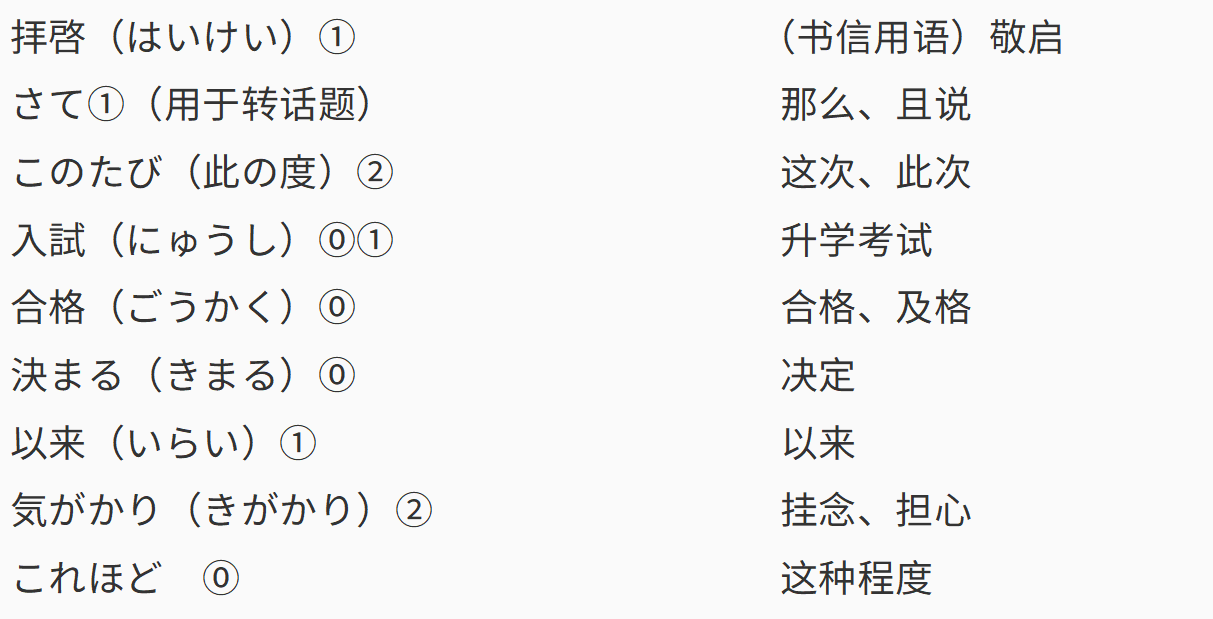 拝啓（はいけい）① （书信用语）敬启
さて①（用于转话题） 那么、且说
このたび（此の度）② 这次、此次
入試（にゅうし）⓪① 升学考试
合格（ごうかく）⓪ 合格、及格
決まる（きまる）⓪ 决定
以来（いらい）① 以来
気がかり（きがかり）② 挂念、担心
これほど　⓪ 这种程度